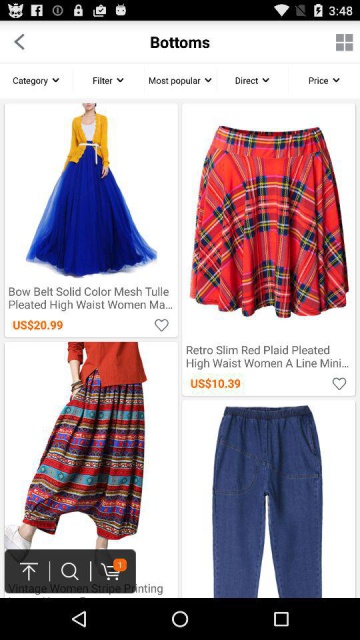 3:48
Bottoms
Category
Filter
Most popular
Direct
Price
Bow Belt Solid Color Mesh Tulle
Pleated High Waist Women Ma...
US$20.99
Retro Slim Red Plaid Pleated
High Waist Women A Line Mini...
US$10.39
1
Vintage Women Stripe Printing